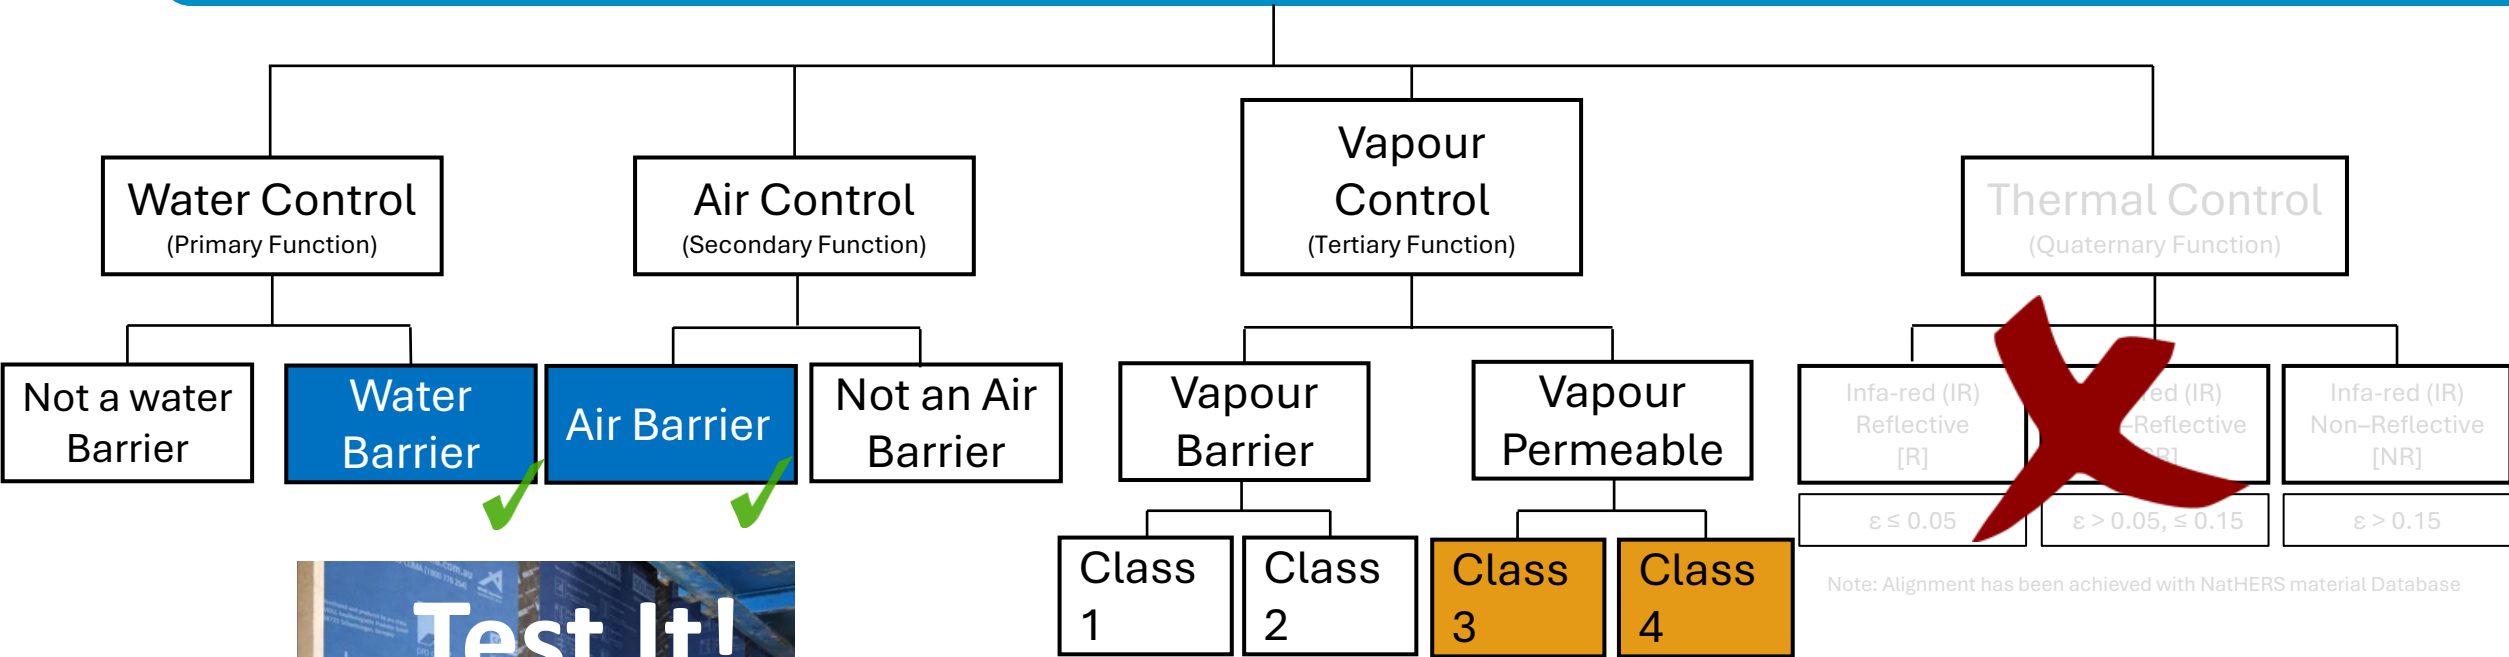 Water Control
(Primary Function)
Air Control
(Secondary Function)
Vapour
Control
(Tertiary Function)
Thermal Control
(Quaternary Function)
Not a water
Barrier
Water
Barrier
Air Barrier
Not an Air
Barrier
Vapour
Barrier
Vapour
Permeable
Infa-red (IR)
Reflective
[R]
red (IR)
–Reflective
Infa-red (IR)
Non–Reflective
[NR]
ε ≤ 0.05
ε > 0.05, ≤ 0.15
ε > 0.15
Class
1
Class
2
Class
3
Class
4
Note: Alignment has been achieved with NatHERS material Database
Test It!